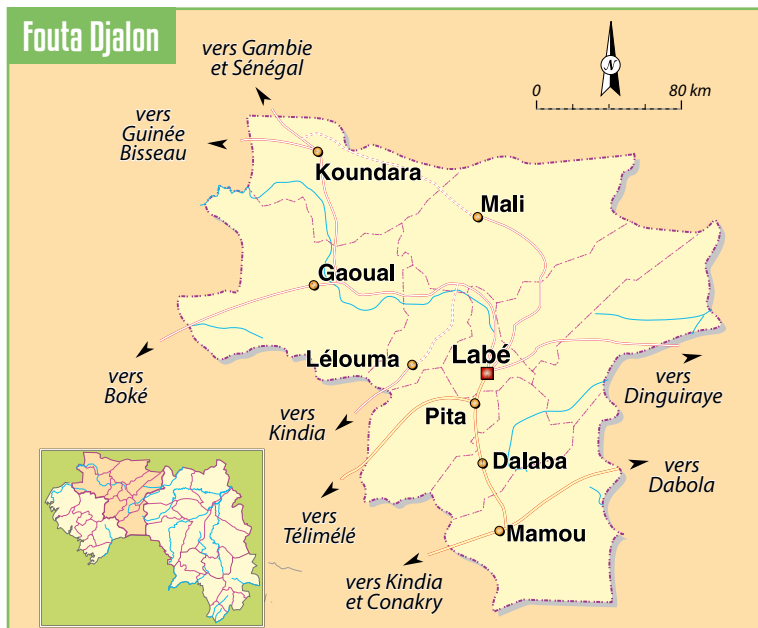 Fouta Djalon
vers Gambie
et Sénégal
N
0 80 km
vers
Guinée
Bisseau
Koundara
Mali
Gaoual
Lélouma
Labé
vers
Boké
vers
Dinguiraye
vers
Kindia
Pita
Dalaba
vers
Dabola
vers
Télimélé
Mamou
vers Kindia
et Conakry